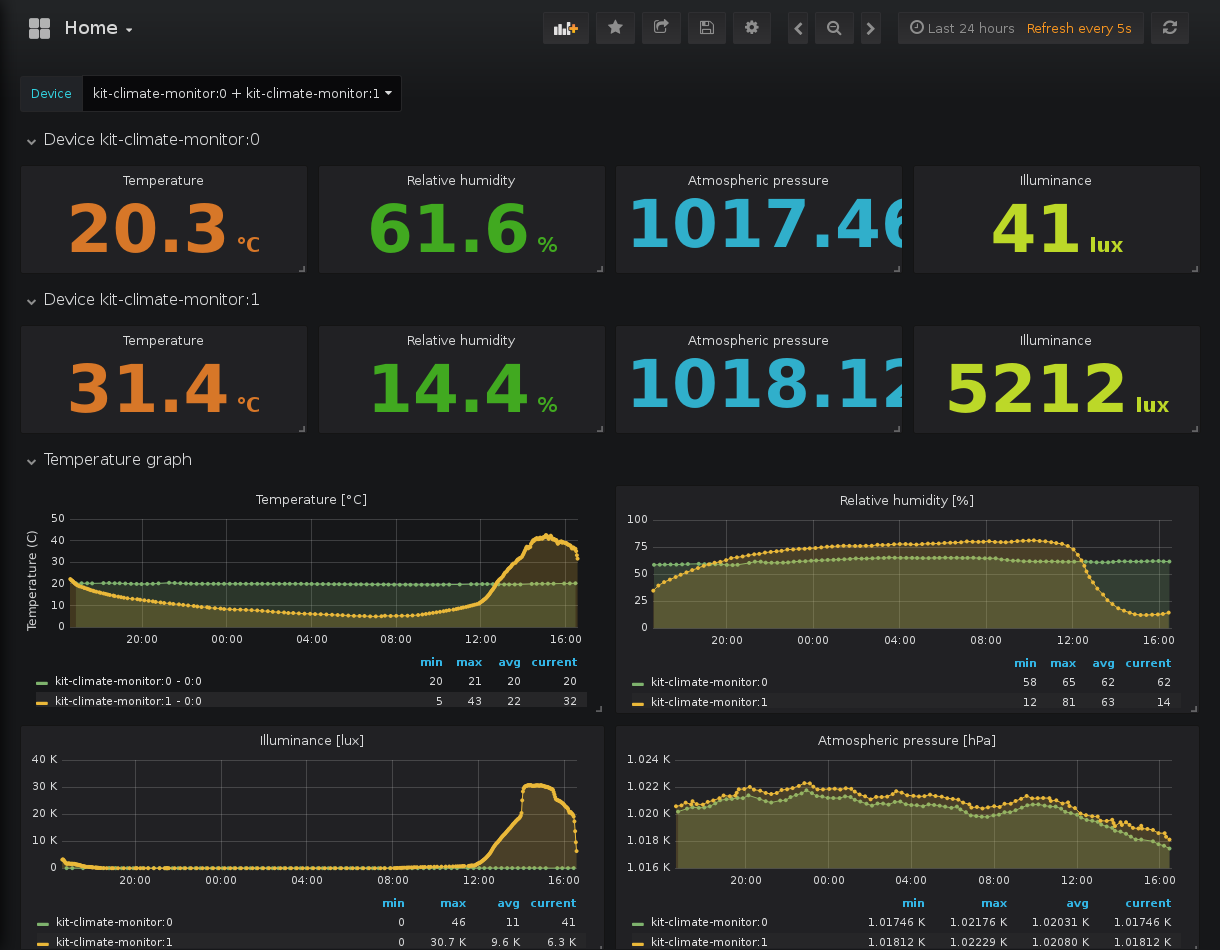 Home
Last 24 hours Refresh every 5s
Device kit-climate-monitor:0 + kit-climate-monitor:1
Device kit-climate-monitor:0
Temperature Relative humidity Atmospheric pressure Illuminance
20.3 °C 61.6 % 1017.46 41 lux
Device kit-climate-monitor:1
Temperature Relative humidity Atmospheric pressure Illuminance
31.4 °C 14.4 % 1018.12 5212 lux
Temperature graph
Temperature [°C]
Temperature (C)
50
40
30
20
10
0
20:00 00:00 04:00 08:00 12:00 16:00
min max avg current
kit-climate-monitor:0 - 0:0 20 21 20 20
kit-climate-monitor:1 - 0:0 5 43 22 32
Relative humidity [%]
100
75
50
25
0
20:00 00:00 04:00 08:00 12:00 16:00
min max avg current
kit-climate-monitor:0 58 65 62 62
kit-climate-monitor:1 12 81 63 14
Illuminance [lux]
40 K
30 K
20 K
10 K
0
20:00 00:00 04:00 08:00 12:00 16:00
min max avg current
kit-climate-monitor:0 0 46 11 41
kit-climate-monitor:1 0 30.7 K 9.6 K 6.3 K
Atmospheric pressure [hPa]
1.024 K
1.022 K
1.020 K
1.018 K
1.016 K
20:00 00:00 04:00 08:00 12:00 16:00
min max avg current
kit-climate-monitor:0 1.01746 K 1.02176 K 1.02031 K 1.01746 K
kit-climate-monitor:1 1.01812 K 1.02229 K 1.02080 K 1.01812 K